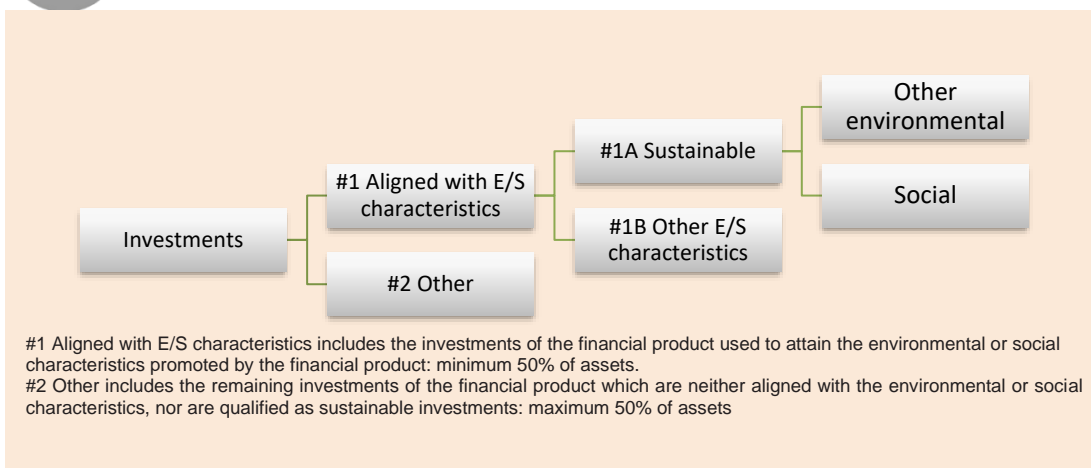 Other
environmental
#1A Sustainable
#1 Aligned with E/S
characteristics
Social
Investments
#1B Other E/S
characteristics
#2 Other
#1 Aligned with E/S characteristics includes the investments of the financial product used to attain the environmental or social
characteristics promoted by the financial product: minimum 50% of assets.
#2 Other includes the remaining investments of the financial product which are neither aligned with the environmental or social
characteristics, nor are qualified as sustainable investments: maximum 50% of assets